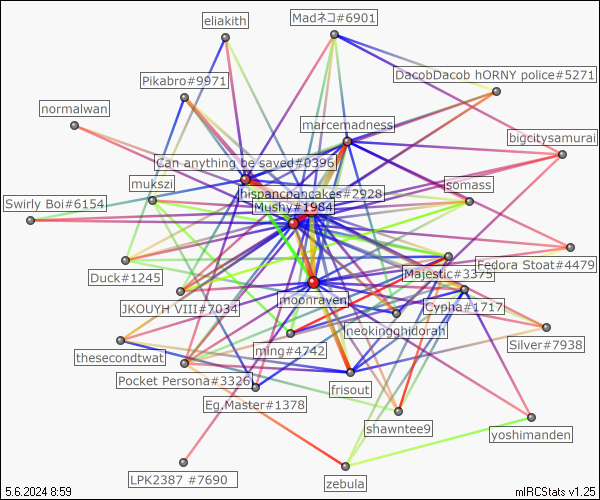 eliakith
Madネコ#6901
DacobDacob hORNY police#5271
Pikabro#9971
normalwan
marcemadness
bigcitysamurai
Can anything be saved#0396
mukszi
hispancpancakes#2928
somass
Swirly Boi#6154
Mushy#1984
Duck#1245
Majestic#3375
Fedora Stoat#4479
JKOUYH VIII#7034
moonraven
Cypha#1717
neokingghidorah
Silver#7938
thesecondtwat
ming#4742
Pocket Persona#3326
frisout
Eg.Master#1378
shawntee9
yoshimanden
LPK2387 #7690
zebula
5.6.2024 8:59
mIRCStats v1.25